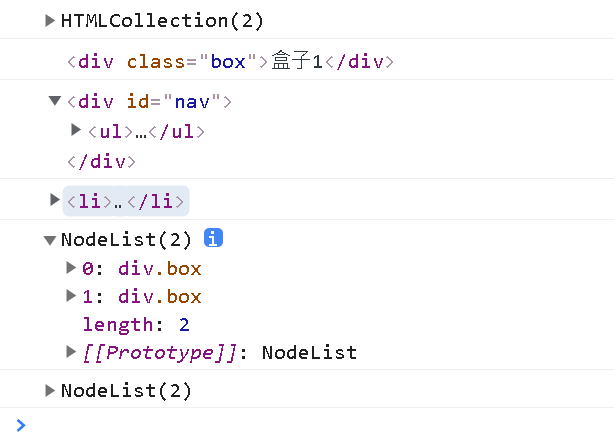 HTMLCollection(2)
<div class="box">盒子1</div>
<div id="nav">
<ul>…</ul>
</div>
<li>…</li>
NodeList(2) i
0: div.box
1: div.box
length: 2
[[Prototype]]: NodeList
NodeList(2)